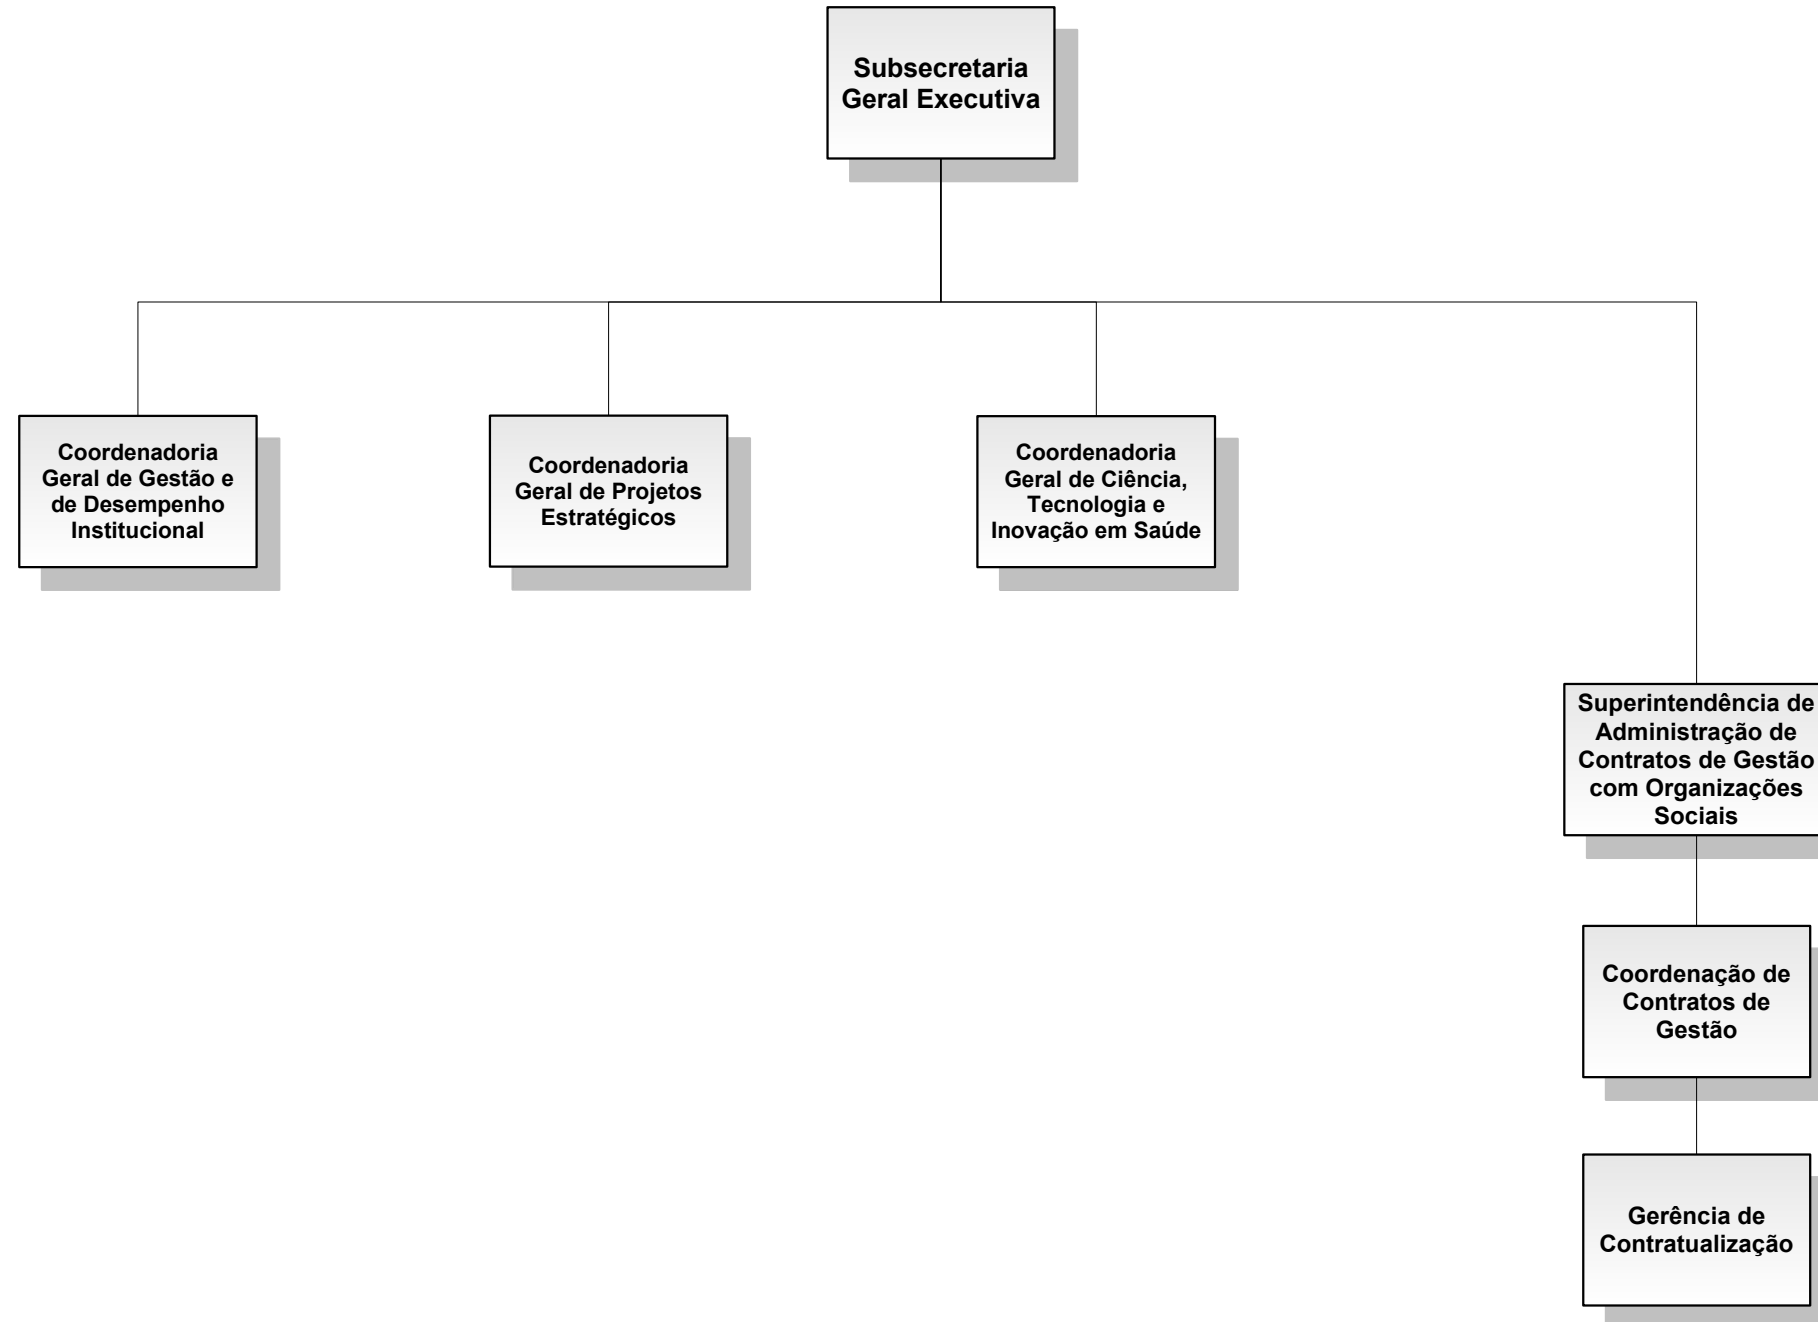 Subsecretaria
Geral Executiva
Coordenadoria
Geral de Gestão e
de Desempenho
Institucional
Coordenadoria
Geral de Projetos
Estratégicos
Coordenadoria
Geral de Ciência,
Tecnologia e
Inovação em Saúde
Superintendência de
Administração de
Contratos de Gestão
com Organizações
Sociais
Coordenação de
Contratos de
Gestão
Gerência de
Contratualização